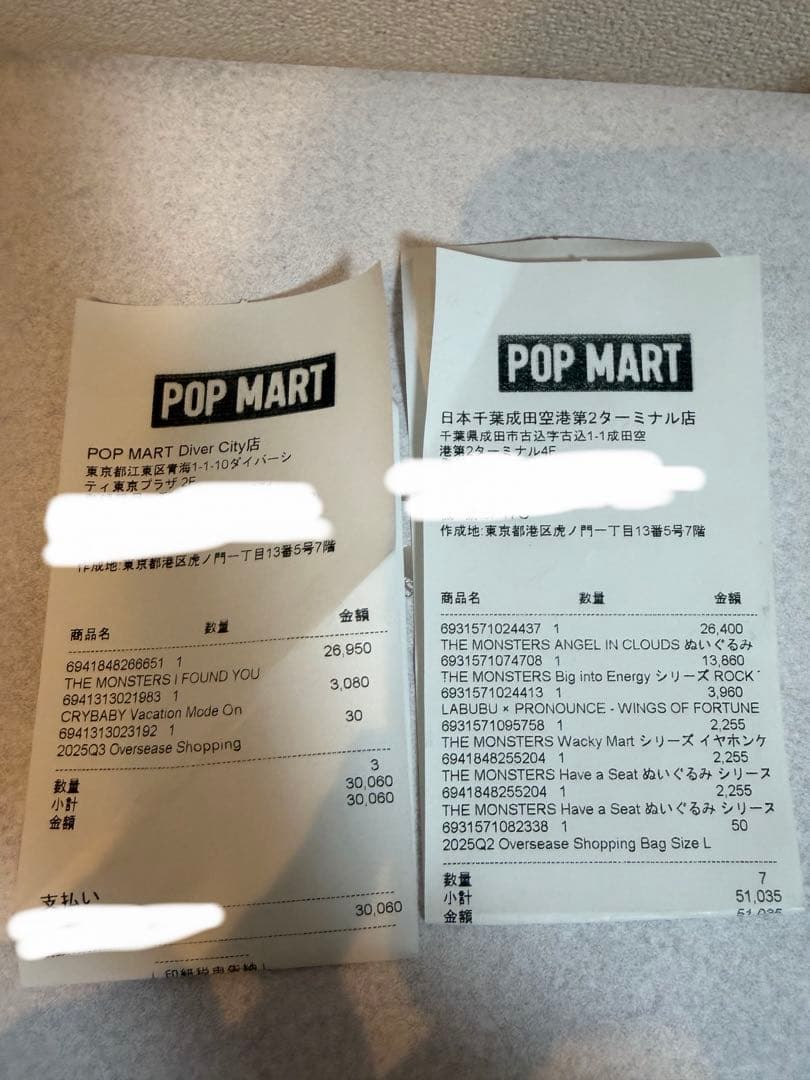 POP MART
POP MART Diver City店
東京都江東区青海1-1-10ダイバーシ
ティ東京プラザ 2F
作成地:東京都港区虎ノ門一丁目13番5号7階
商品名 数量 金額
6941848266651 1 26,950
THE MONSTERS I FOUND YOU
6941313021983 1 3,080
CRYBABY Vacation Mode On
6941313023192 1 30
2025Q3 Oversease Shopping
数量 3
小計 30,060
金額 30,060
支払い
30,060
POP MART
日本千葉成田空港第2ターミナル店
千葉県成田市古込字古込1-1成田空
港第2ターミナル4F
作成地:東京都港区虎ノ門一丁目13番5号7階
商品名 数量 金額
6931571024437 1 26,400
THE MONSTERS ANGEL IN CLOUDS ぬいぐるみ
6931571074708 1 13,860
THE MONSTERS Big into Energy シリーズ ROCK
6931571024413 1 3,960
LABUBU × PRONOUNCE - WINGS OF FORTUNE
6931571095758 1 2,255
THE MONSTERS Wacky Mart シリーズ イヤホンケ
6941848255204 1 2,255
THE MONSTERS Have a Seat ぬいぐるみ シリーズ
6941848255204 1 2,255
THE MONSTERS Have a Seat ぬいぐるみ シリーズ
6931571082338 1 50
2025Q2 Oversease Shopping Bag Size L
数量 7
小計 51,035
金額 51,035